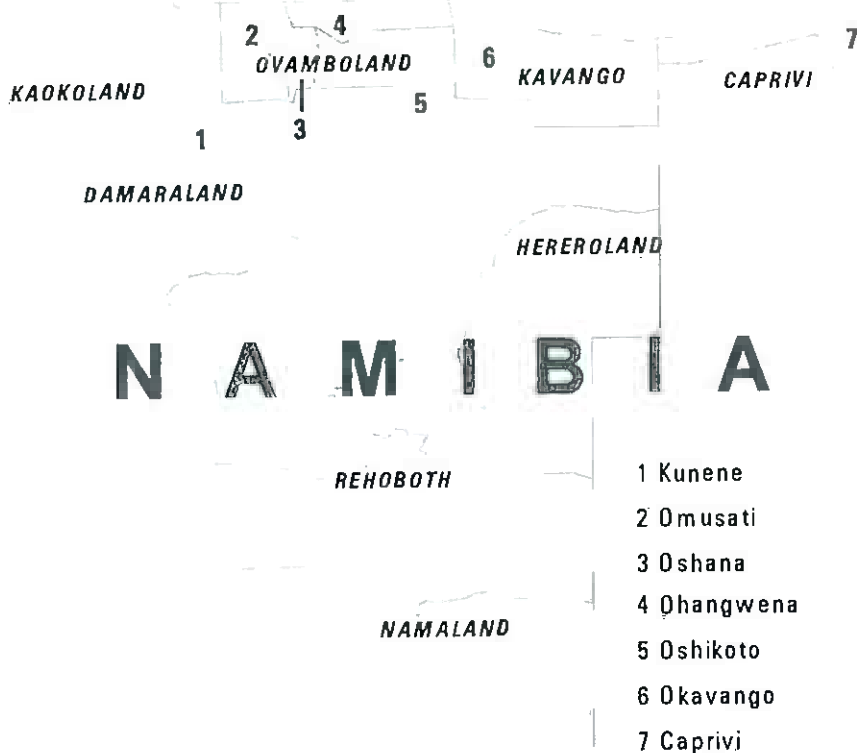 2 4 7
OVAMBOLAND 6
KAOKOLAND KAVANGO CAPRIVI
5
1 3
DAMARALAND
HEREROLAND
NAMIBIA
REHOBOTH
NAMALAND
1 Kunene
2 Omusati
3 Oshana
4 Ohangwena
5 Oshikoto
6 Okavango
7 Caprivi